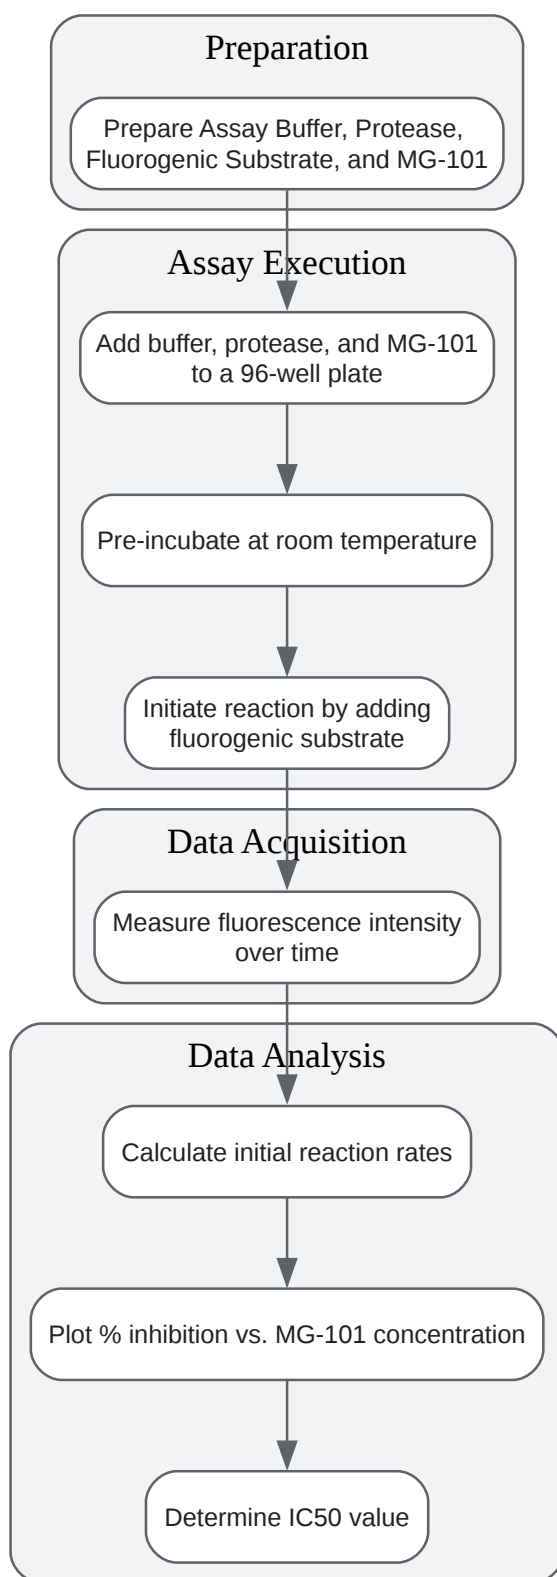 Preparation
Prepare Assay Buffer, Protease,
Fluorogenic Substrate, and MG-101
Assay Execution
Add buffer, protease, and MG-101
to a 96-well plate
Pre-incubate at room temperature
Initiate reaction by adding
fluorogenic substrate
Data Acquisition
Measure fluorescence intensity
over time
Data Analysis
Calculate initial reaction rates
Plot % inhibition vs. MG-101 concentration
Determine IC50 value